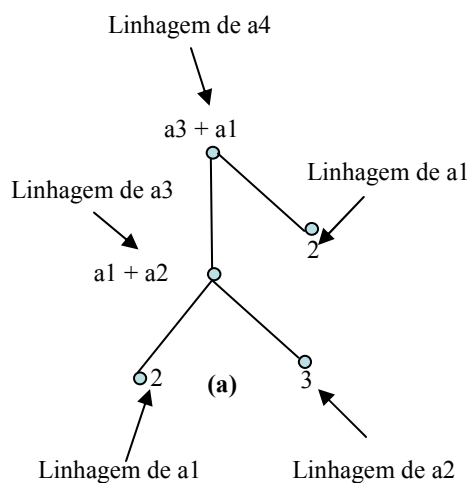 Linhagem de a4
a3 + a1
Linhagem de a1
Linhagem de a3
2
a1 + a2
2
(a)
3
Linhagem de a1
Linhagem de a2